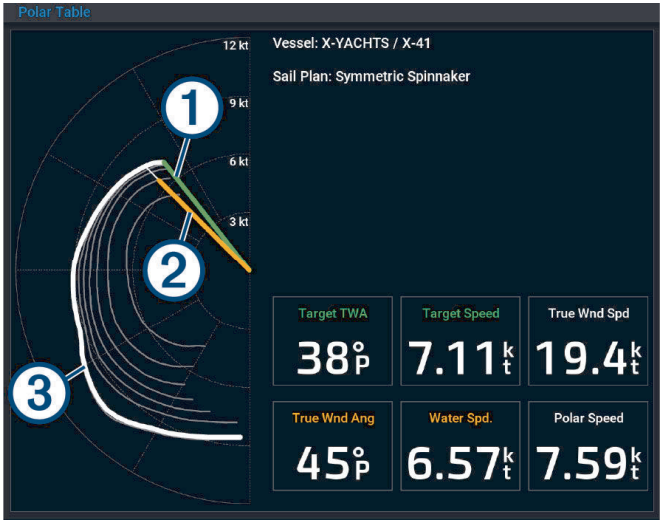 Polar Table
Vessel: X-YACHTS / X-41
Sail Plan: Symmetric Spinnaker
12 kt
9 kt
6 kt
3 kt
1
2
3
Target TWA
38°P
Target Speed
7.11kt
True Wnd Spd
19.4kt
True Wnd Ang
45°P
Water Spd.
6.57kt
Polar Speed
7.59kt